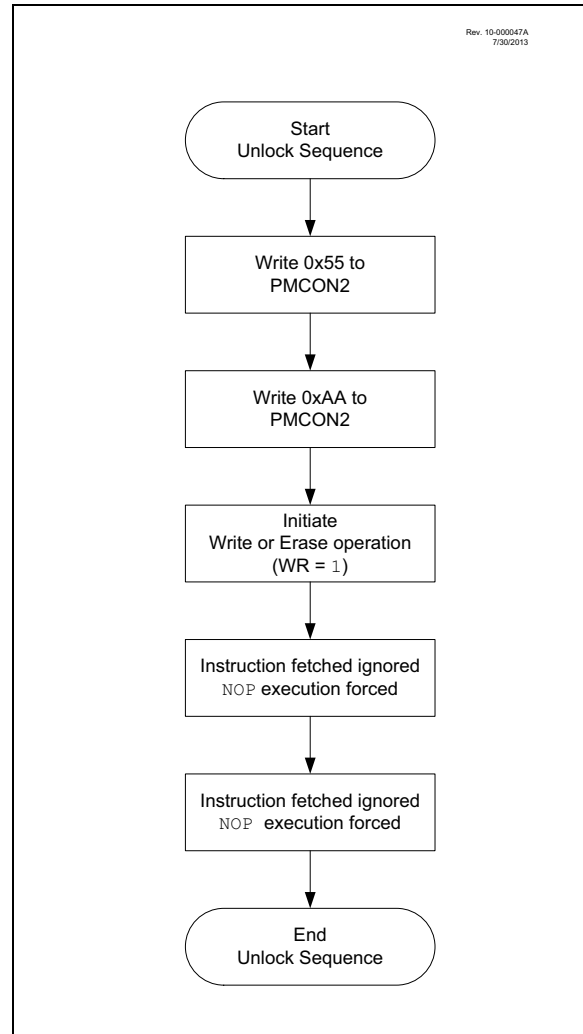 Rev. 10-000047A
7/30/2013
Start
Unlock Sequence
Write 0x55 to
PMCON2
Write 0xAA to
PMCON2
Initiate
Write or Erase operation
(WR = 1)
Instruction fetched ignored
NOP execution forced
Instruction fetched ignored
NOP execution forced
End
Unlock Sequence